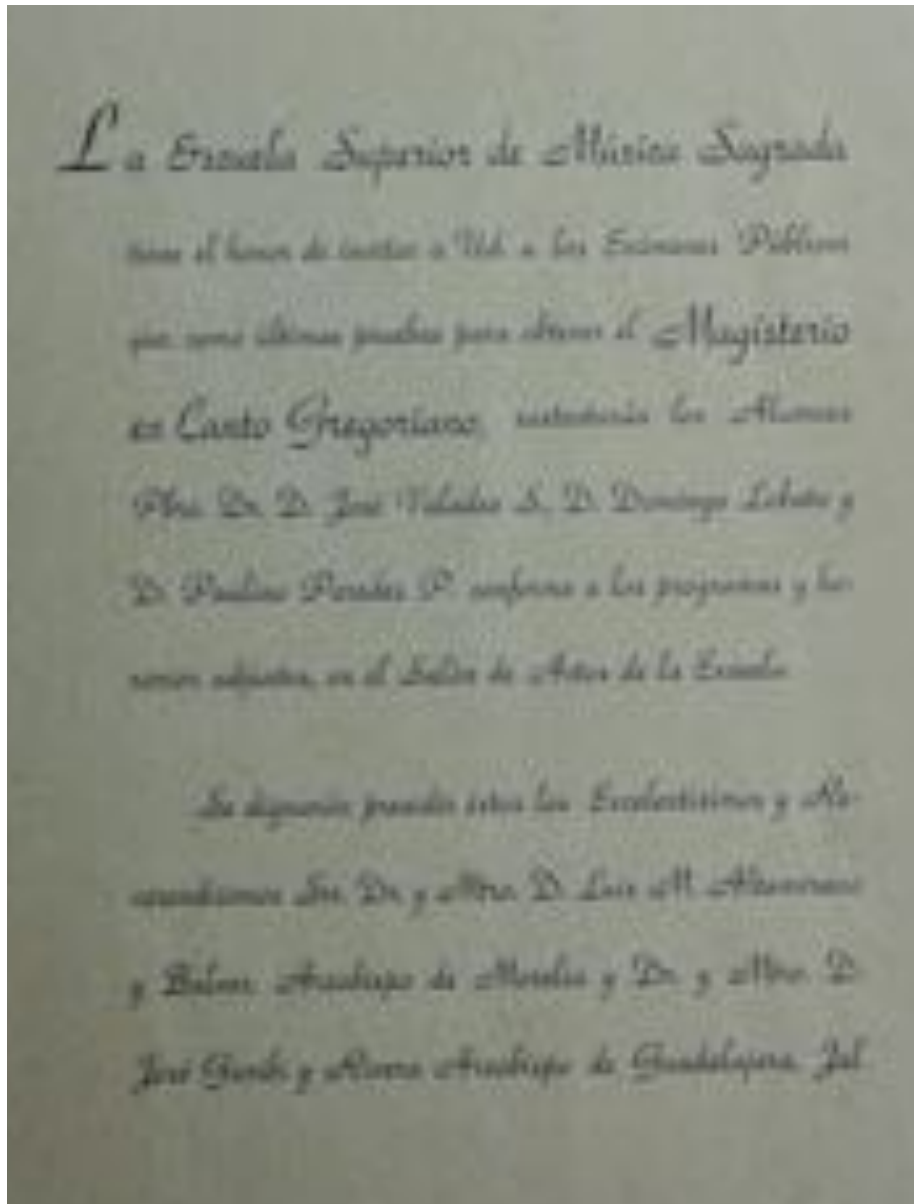 La Escuela Superior de Música Sagrada
tiene el honor de invitar a Ud. a los Exámenes Públicos
que como última prueba para obtener el Magisterio
en Canto Gregoriano, sustentarán los Alumnos
Pbro. Dr. D. José Valadez S., D. Domingo Lobato y
D. Paulino Paredes P. conforme a los programas y ho-
rarios adjuntos, en el Salón de Actos de la Escuela.
Se dignarán presidir estos los Excelentísimos y Re-
verendísimos Sres. Dr. y Mtro. D. Luis M. Altamirano
y Bulnes Arzobispo de Morelia y Dr. y Mtro. D.
José Garibi y Rivera Arzobispo de Guadalajara, Jal.